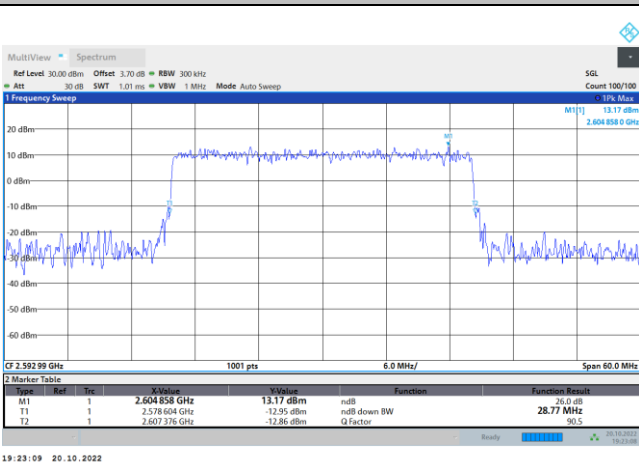 MultiView Spectrum
Ref Level 30.00 dBm Offset 3.70 dB RBW 300 kHz SGL
Att 30 dB SWT 1.01 ms VBW 1 MHz Mode Auto Sweep Count 100/100
1 Frequency Sweep 1Pk Max
M1[1] 13.17 dBm
2.604 858 0 GHz
20 dBm
M1
10 dBm
0 dBm
-10 dBm
-20 dBm
-30 dBm
-40 dBm
-50 dBm
-60 dBm
CF 2.592 99 GHz 1001 pts 6.0 MHz/ Span 60.0 MHz
2 Marker Table
Type Ref Trc X-Value Y-Value Function Function Result
M1 1 2.604 858 GHz 13.17 dBm ndB 26.0 dB
T1 1 2.578 604 GHz -12.95 dBm ndB down BW 28.77 MHz
T2 1 2.607 376 GHz -12.86 dBm Q Factor 90.5
Ready 20.10.2022
19:23:08
19:23:09 20.10.2022